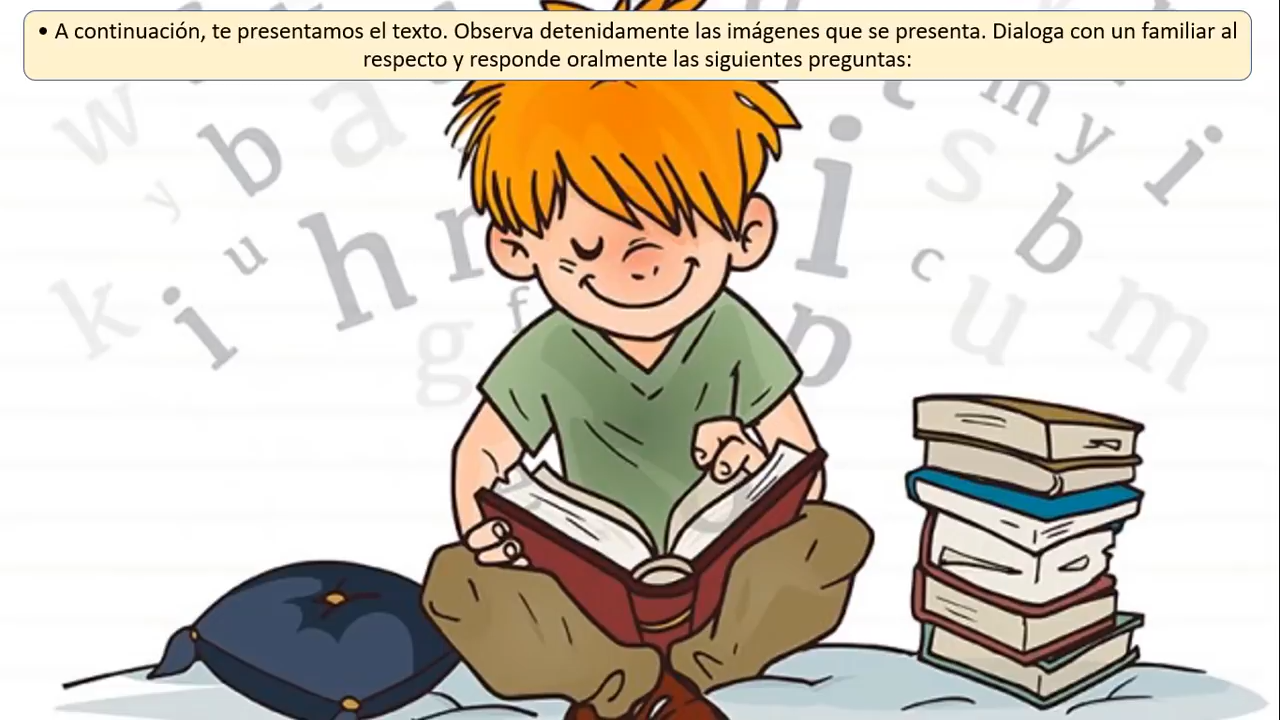 • A continuación, te presentamos el texto. Observa detenidamente las imágenes que se presenta. Dialoga con un familiar al
respecto y responde oralmente las siguientes preguntas:
w
y
b
a
k
i
u
h
r
g
f
i
p
t
m
y
i
s
b
c
u
m